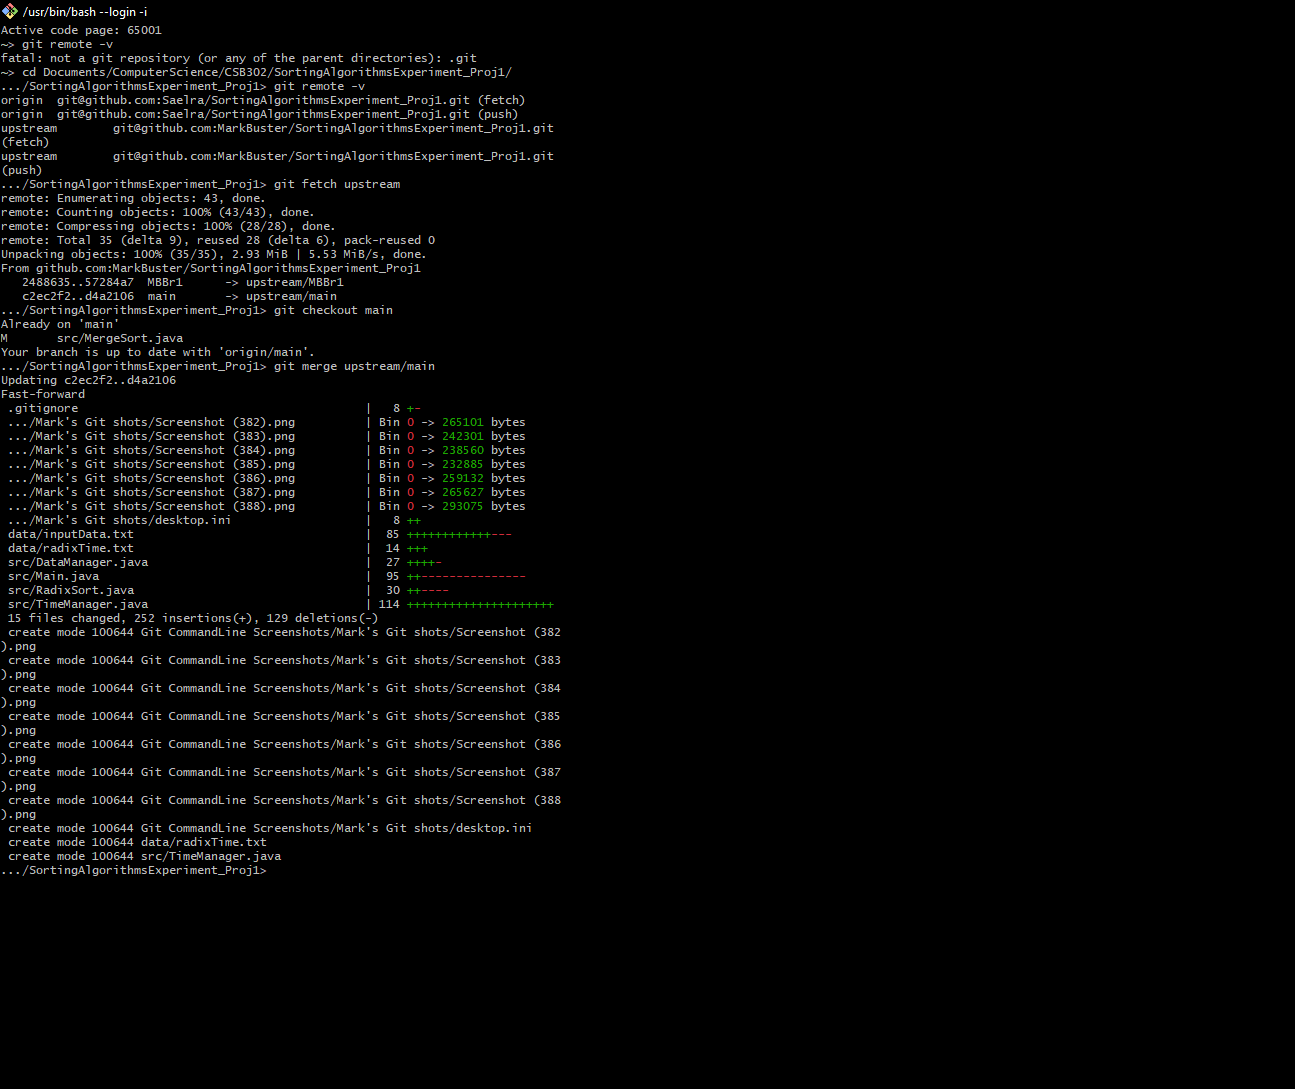 /usr/bin/bash --login -i
Active code page: 65001
~> git remote -v
fatal: not a git repository (or any of the parent directories): .git
~> cd Documents/ComputerScience/CSB302/SortingAlgorithmsExperiment_Proj1/
.../SortingAlgorithmsExperiment_Proj1> git remote -v
origin  git@github.com:Saelra/SortingAlgorithmsExperiment_Proj1.git (fetch)
origin  git@github.com:Saelra/SortingAlgorithmsExperiment_Proj1.git (push)
upstream        git@github.com:MarkBuster/SortingAlgorithmsExperiment_Proj1.git
(fetch)
upstream        git@github.com:MarkBuster/SortingAlgorithmsExperiment_Proj1.git
(push)
.../SortingAlgorithmsExperiment_Proj1> git fetch upstream
remote: Enumerating objects: 43, done.
remote: Counting objects: 100% (43/43), done.
remote: Compressing objects: 100% (28/28), done.
remote: Total 35 (delta 9), reused 28 (delta 6), pack-reused 0
Unpacking objects: 100% (35/35), 2.93 MiB | 5.53 MiB/s, done.
From github.com:MarkBuster/SortingAlgorithmsExperiment_Proj1
   2488635..57284a7  MBBr1      -> upstream/MBBr1
   c2ec2f2..d4a2106  main       -> upstream/main
.../SortingAlgorithmsExperiment_Proj1> git checkout main
Already on 'main'
M       src/MergeSort.java
Your branch is up to date with 'origin/main'.
.../SortingAlgorithmsExperiment_Proj1> git merge upstream/main
Updating c2ec2f2..d4a2106
Fast-forward
 .gitignore                                         |   8 +-
 .../Mark's Git shots/Screenshot (382).png          | Bin 0 -> 265101 bytes
 .../Mark's Git shots/Screenshot (383).png          | Bin 0 -> 242301 bytes
 .../Mark's Git shots/Screenshot (384).png          | Bin 0 -> 238560 bytes
 .../Mark's Git shots/Screenshot (385).png          | Bin 0 -> 232885 bytes
 .../Mark's Git shots/Screenshot (386).png          | Bin 0 -> 259132 bytes
 .../Mark's Git shots/Screenshot (387).png          | Bin 0 -> 265627 bytes
 .../Mark's Git shots/Screenshot (388).png          | Bin 0 -> 293075 bytes
 .../Mark's Git shots/desktop.ini                   |   8 ++
 data/inputData.txt                                 |  85 ++++++++++++---
 data/radixTime.txt                                 |  14 +++
 src/DataManager.java                               |  27 ++++-
 src/Main.java                                      |  95 ++---------------
 src/RadixSort.java                                 |  30 ++----
 src/TimeManager.java                               | 114 +++++++++++++++++++++
 15 files changed, 252 insertions(+), 129 deletions(-)
 create mode 100644 Git CommandLine Screenshots/Mark's Git shots/Screenshot (382
).png
 create mode 100644 Git CommandLine Screenshots/Mark's Git shots/Screenshot (383
).png
 create mode 100644 Git CommandLine Screenshots/Mark's Git shots/Screenshot (384
).png
 create mode 100644 Git CommandLine Screenshots/Mark's Git shots/Screenshot (385
).png
 create mode 100644 Git CommandLine Screenshots/Mark's Git shots/Screenshot (386
).png
 create mode 100644 Git CommandLine Screenshots/Mark's Git shots/Screenshot (387
).png
 create mode 100644 Git CommandLine Screenshots/Mark's Git shots/Screenshot (388
).png
 create mode 100644 Git CommandLine Screenshots/Mark's Git shots/desktop.ini
 create mode 100644 data/radixTime.txt
 create mode 100644 src/TimeManager.java
.../SortingAlgorithmsExperiment_Proj1>